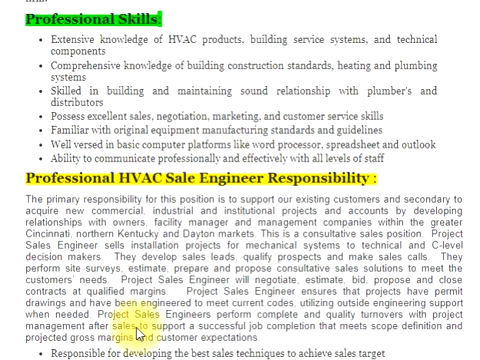 Professional Skills:
• Extensive knowledge of HVAC products, building service systems, and technical
components
• Comprehensive knowledge of building construction standards, heating and plumbing
systems
• Skilled in building and maintaining sound relationship with plumber's and
distributors
• Possess excellent sales, negotiation, marketing, and customer service skills
• Familiar with original equipment manufacturing standards and guidelines
• Well versed in basic computer platforms like word processor, spreadsheet and outlook
• Ability to communicate professionally and effectively with all levels of staff
Professional HVAC Sale Engineer Responsibility :
The primary responsibility for this position is to support our existing customers and secondary to
acquire new commercial, industrial and institutional projects and accounts by developing
relationships with owners, facility manager and management companies within the greater
Cincinnati, northern Kentucky and Dayton markets. This is a consultative sales position. Project
Sales Engineer sells installation projects for mechanical systems to technical and C-level
decision makers. They develop sales leads, qualify prospects and make sales calls. They
perform site surveys, estimate, prepare and propose consultative sales solutions to meet the
customers' needs. Project Sales Engineer will negotiate, estimate, bid, propose and close
contracts at qualified margins. Project Sales Engineer ensures that projects have permit
drawings and have been engineered to meet current codes, utilizing outside engineering support
when needed. Project Sales Engineers perform complete and quality turnovers with project
management after sales to support a successful job completion that meets scope definition and
projected gross margins and customer expectations
• Responsible for developing the best sales techniques to achieve sales target